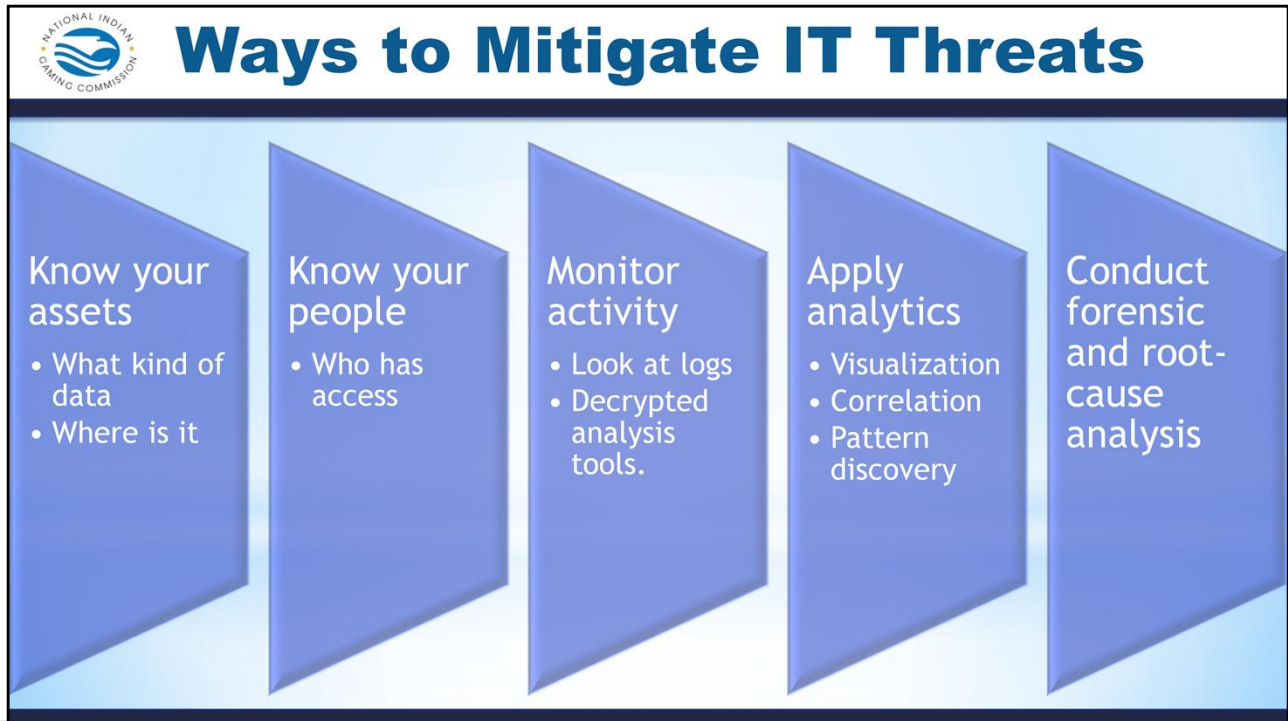 NATIONAL INDIAN
GAMING COMMISSION
Ways to Mitigate IT Threats
Know your
assets
• What kind of
data
• Where is it
Know your
people
• Who has
access
Monitor
activity
• Look at logs
• Decrypted
analysis
tools.
Apply
analytics
• Visualization
• Correlation
• Pattern
discovery
Conduct
forensic
and root-
cause
analysis